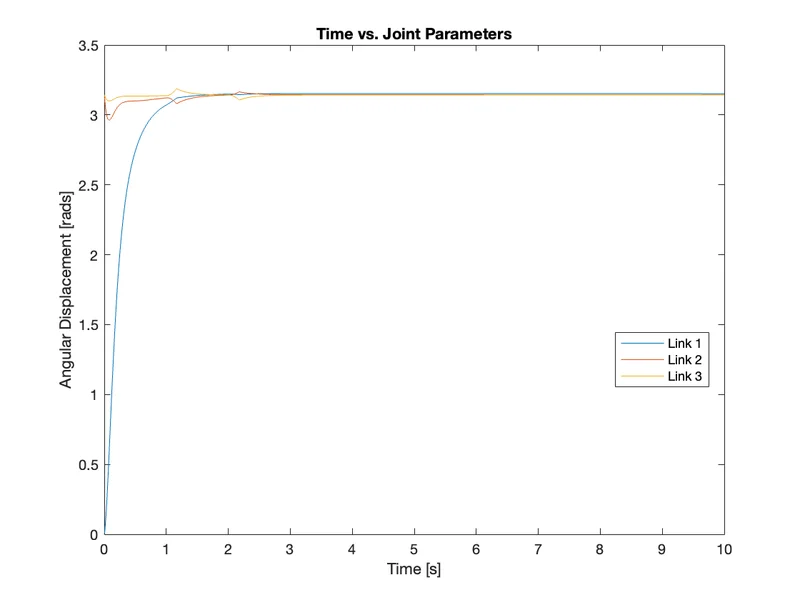 Time vs. Joint Parameters
3.5
3
2.5
2
1.5
1
0.5
0
Angular Displacement [rads]
Link 1
Link 2
Link 3
0 1 2 3 4 5 6 7 8 9 10
Time [s]